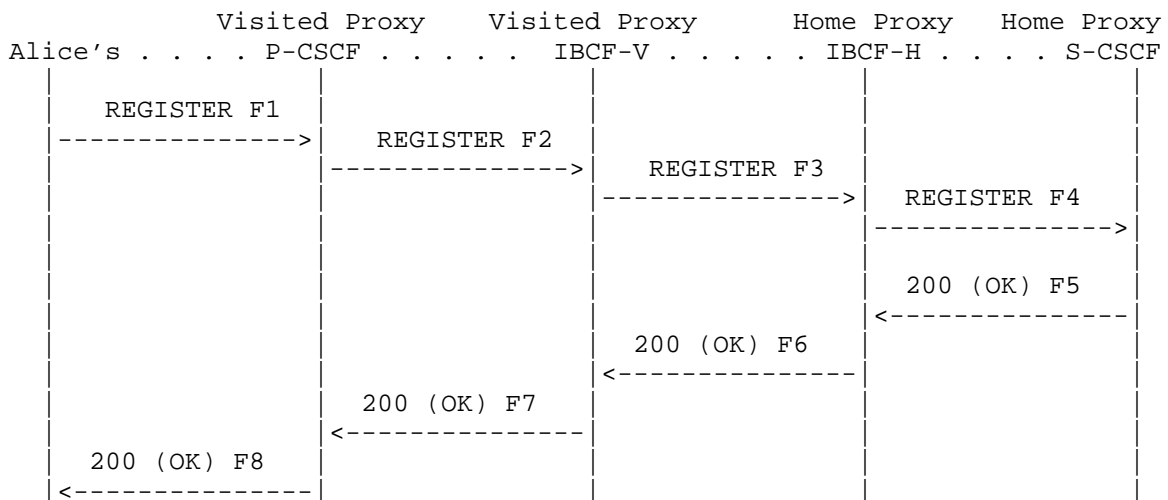 Visited Proxy Visited Proxy Home Proxy Home Proxy
Alice's . . . . P-CSCF . . . . . IBCF-V . . . . . IBCF-H . . . . S-CSCF
REGISTER F1
REGISTER F2
REGISTER F3
REGISTER F4
200 (OK) F5
200 (OK) F6
200 (OK) F7
200 (OK) F8